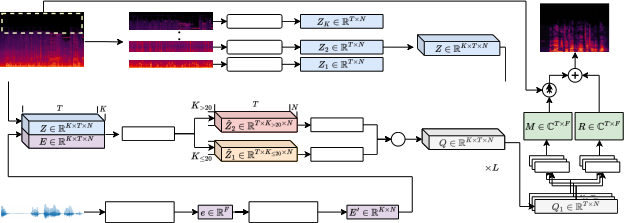 Z_K ∈ ℝ^{T×N}
Z_2 ∈ ℝ^{T×N}
Z ∈ ℝ^{K×T×N}
Z_1 ∈ ℝ^{T×N}
T
K
Z ∈ ℝ^{K×T×N}
E ∈ ℝ^{K×T×N}
K_{>20}
T
N
Ẑ_2 ∈ ℝ^{T×K_{>20}×N}
K_{≤20}
Ẑ_1 ∈ ℝ^{T×K_{≤20}×N}
Q ∈ ℝ^{K×T×N}
×L
M ∈ ℂ^{T×F}
R ∈ ℂ^{T×F}
Q_1 ∈ ℝ^{T×N}
e ∈ ℝ^F
E′ ∈ ℝ^{K×N}